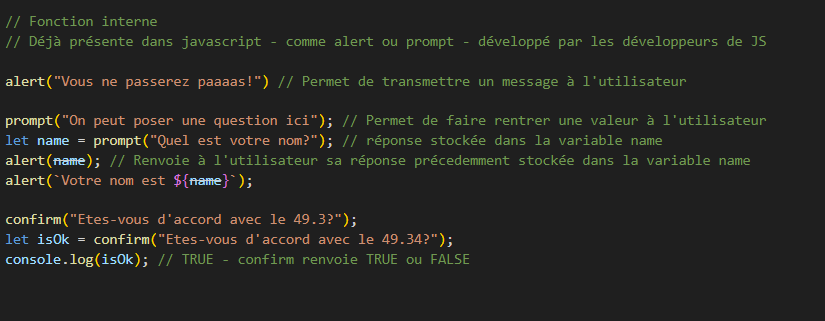 // Fonction interne
// Déjà présente dans javascript - comme alert ou prompt - développé par les développeurs de JS
alert("Vous ne passerez paaaas!") // Permet de transmettre un message à l'utilisateur
prompt("On peut poser une question ici"); // Permet de faire rentrer une valeur à l'utilisateur
let name = prompt("Quel est votre nom?"); // réponse stockée dans la variable name
alert(name); // Renvoie à l'utilisateur sa réponse précedemment stockée dans la variable name
alert(`Votre nom est ${name}`);
confirm("Etes-vous d'accord avec le 49.3?");
let isOk = confirm("Etes-vous d'accord avec le 49.34?");
console.log(isOk); // TRUE - confirm renvoie TRUE ou FALSE